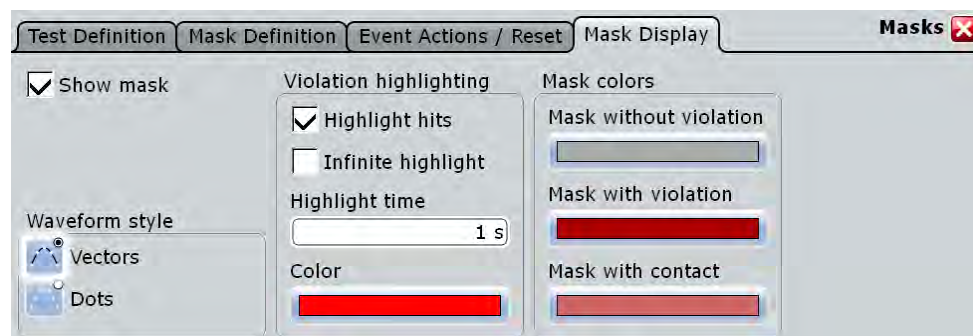 Test Definition Mask Definition Event Actions / Reset Mask Display Masks
Show mask
Violation highlighting
Highlight hits
Infinite highlight
Highlight time
1 s
Color
Mask colors
Mask without violation
Mask with violation
Mask with contact
Waveform style
Vectors
Dots